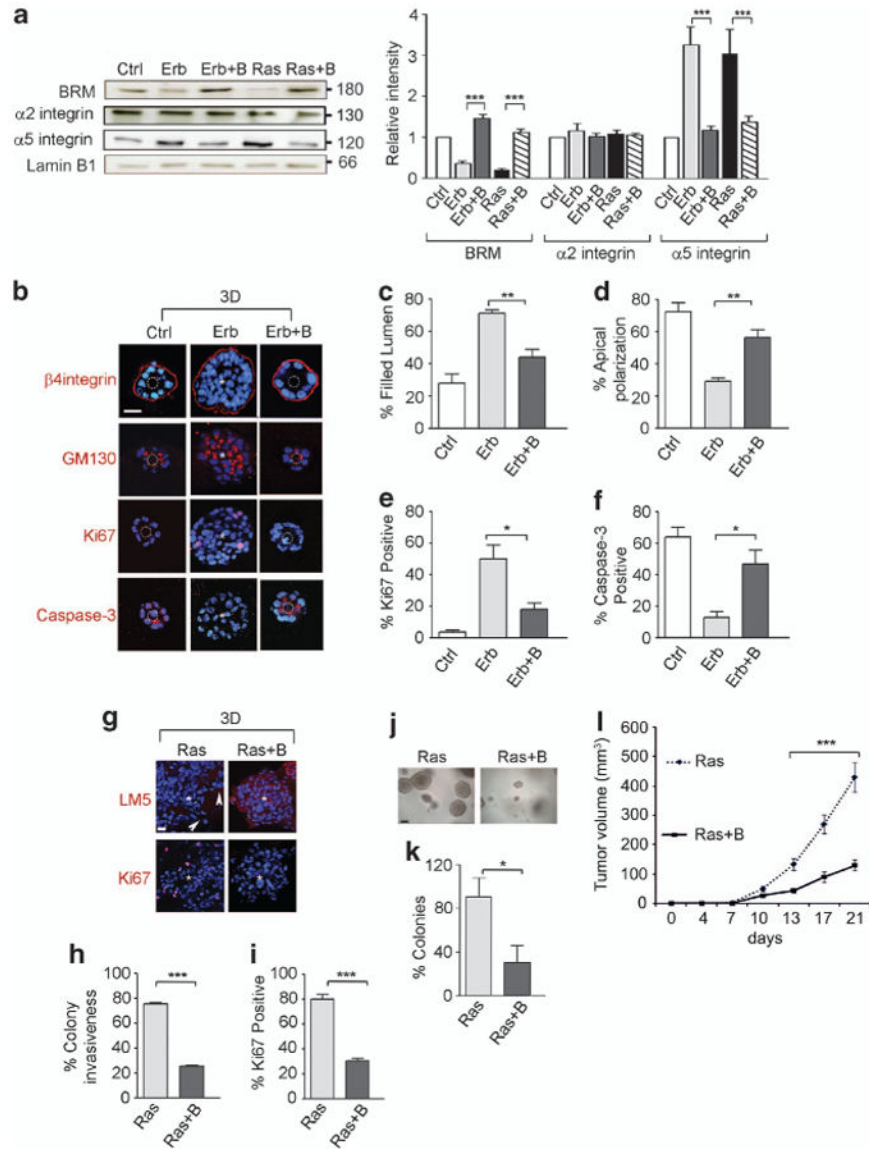 a
Ctrl Erb Erb+B Ras Ras+B
BRM 180
α2 integrin 130
α5 integrin 120
Lamin B1 66
Relative intensity
4
3
2
1
0
*** *** *** ***
Ctrl Erb Erb+B Ras Ras+B Ctrl Erb Erb+B Ras Ras+B Ctrl Erb Erb+B Ras Ras+B
BRM α2 integrin α5 integrin
b
3D
Ctrl Erb Erb+B
β4integrin
GM130
Ki67
Caspase-3
c
% Filled Lumen
80
60
40
20
0
**
Ctrl Erb Erb+B
d
% Apical
polarization
80
60
40
20
0
**
Ctrl Erb Erb+B
e
% Ki67 Positive
80
60
40
20
0
*
Ctrl Erb Erb+B
f
% Caspase-3
Positive
80
60
40
20
0
*
Ctrl Erb Erb+B
g
3D
Ras Ras+B
LM5
Ki67
h
% Colony
invasiveness
100
80
60
40
20
0
***
Ras Ras+B
i
% Ki67 Positive
100
80
60
40
20
0
***
Ras Ras+B
j
Ras Ras+B
k
% Colonies
120
80
40
0
*
Ras Ras+B
l
Tumor volume (mm³)
600
500
400
300
200
100
0
***
Ras
Ras+B
0 4 7 10 13 17 21
days